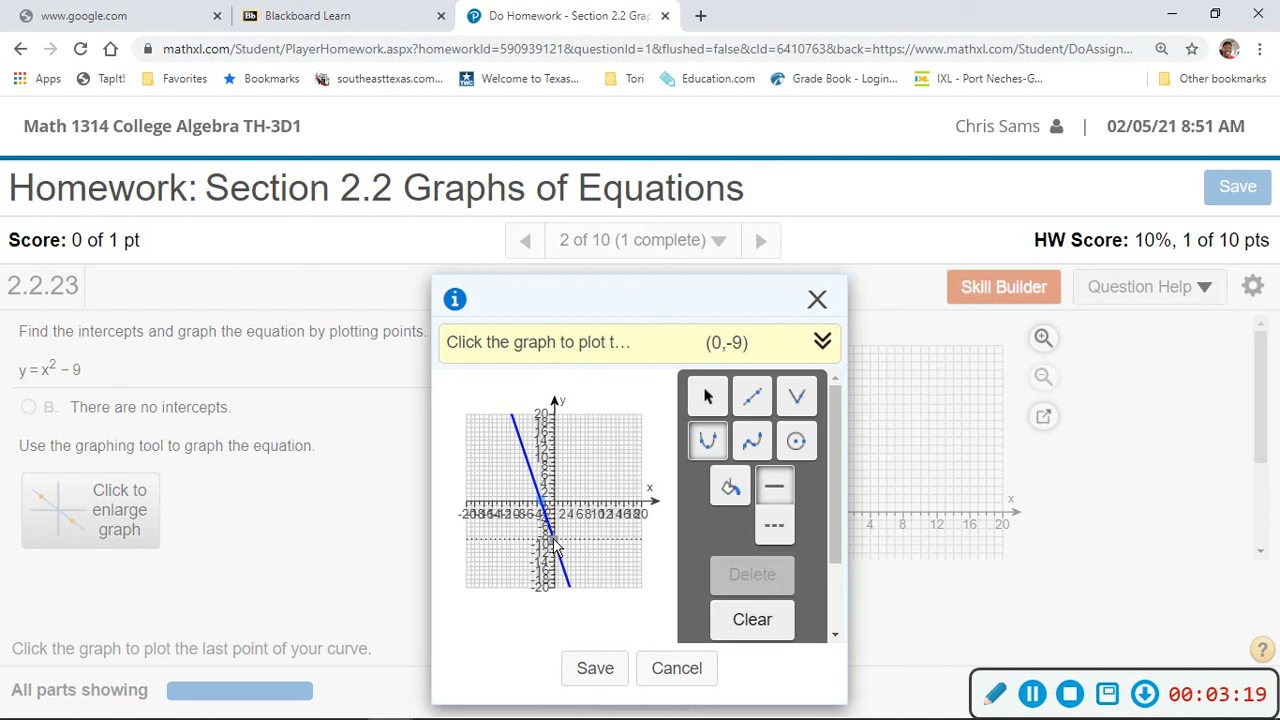 www.google.com
Blackboard Learn
Do Homework - Section 2.2 Grap
mathxl.com/Student/PlayerHomework.aspx?homeworkId=590939121&questionId=1&flushed=false&cId=6410763&back=https://www.mathxl.com/Student/DoAssign...
Apps TapIt! Favorites Bookmarks southeasttexas.com... Welcome to Texas... Tori Education.com Grade Book - Login... IXL - Port Neches-G... Other bookmarks
Math 1314 College Algebra TH-3D1
Chris Sams | 02/05/21 8:51 AM
Homework: Section 2.2 Graphs of Equations
Save
Score: 0 of 1 pt
2 of 10 (1 complete)
HW Score: 10%, 1 of 10 pts
2.2.23
Skill Builder
Question Help
Find the intercepts and graph the equation by plotting points.
y = x² − 9
B. There are no intercepts.
Use the graphing tool to graph the equation.
Click to
enlarge
graph
Click the graph to plot t... (0,-9)
y
x
Delete
Clear
Save
Cancel
x
4 8 12 16 20
Click the graph to plot the last point of your curve.
All parts showing
?
00:03:19